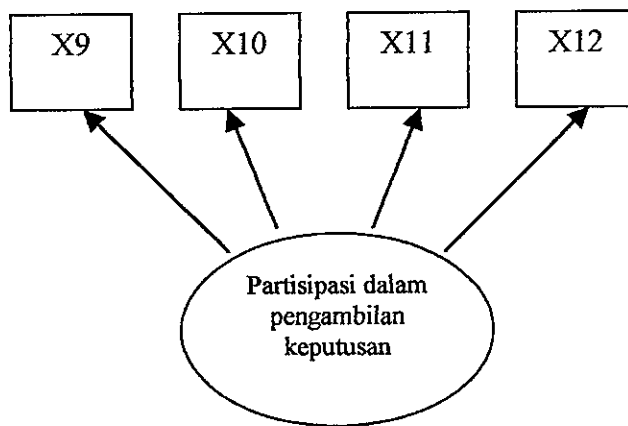 X9 X10 X11 X12
Partisipasi dalam
pengambilan
keputusan